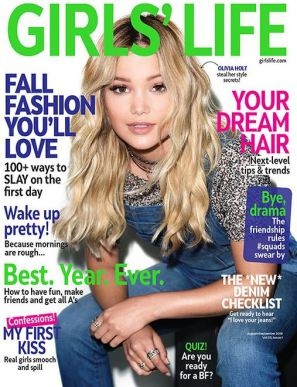 GIRLS' LIFE
girlslife.com
OLIVIA HOLT
steal her style
secrets!
FALL
FASHION
YOU'LL
LOVE
100+ ways to
SLAY on the
first day
YOUR
DREAM
HAIR
Next-level
tips & trends
Wake up
pretty!
Because mornings
are rough...
Bye,
drama
The
friendship
rules
#squads
swear by
Best. Year. Ever.
How to have fun, make
friends and get all A's
THE *NEW*
DENIM
CHECKLIST
Get ready to hear
"I love your jeans!"
Confessions!
MY FIRST
KISS
Real girls smooch
and spill
August/September 2016
QUIZ!
Are you
ready
for a BF?